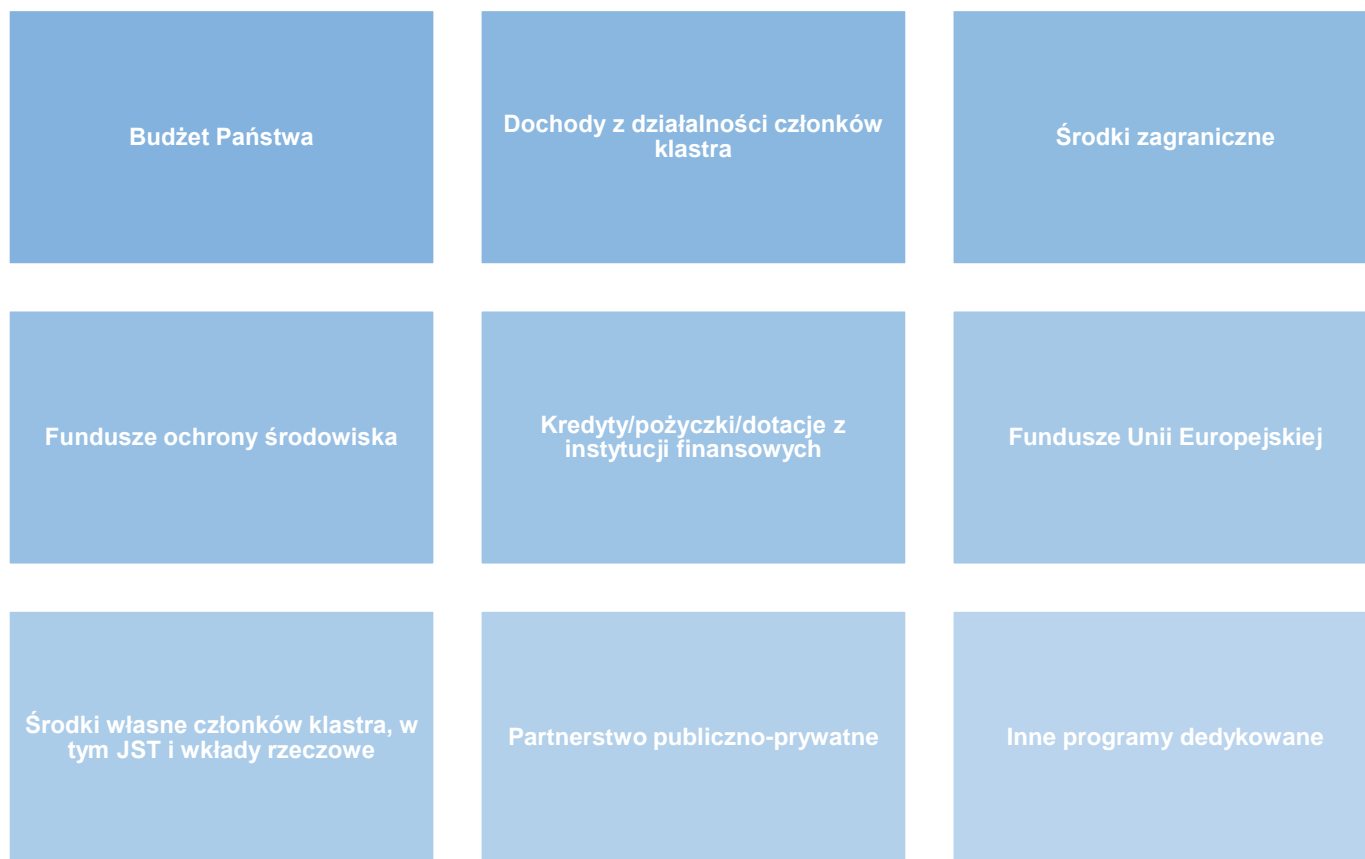 Budżet Państwa
Dochody z działalności członków
klastra
Środki zagraniczne
Fundusze ochrony środowiska
Kredyty/pożyczki/dotacje z
instytucji finansowych
Fundusze Unii Europejskiej
Środki własne członków klastra, w
tym JST i wkłady rzeczowe
Partnerstwo publiczno-prywatne
Inne programy dedykowane